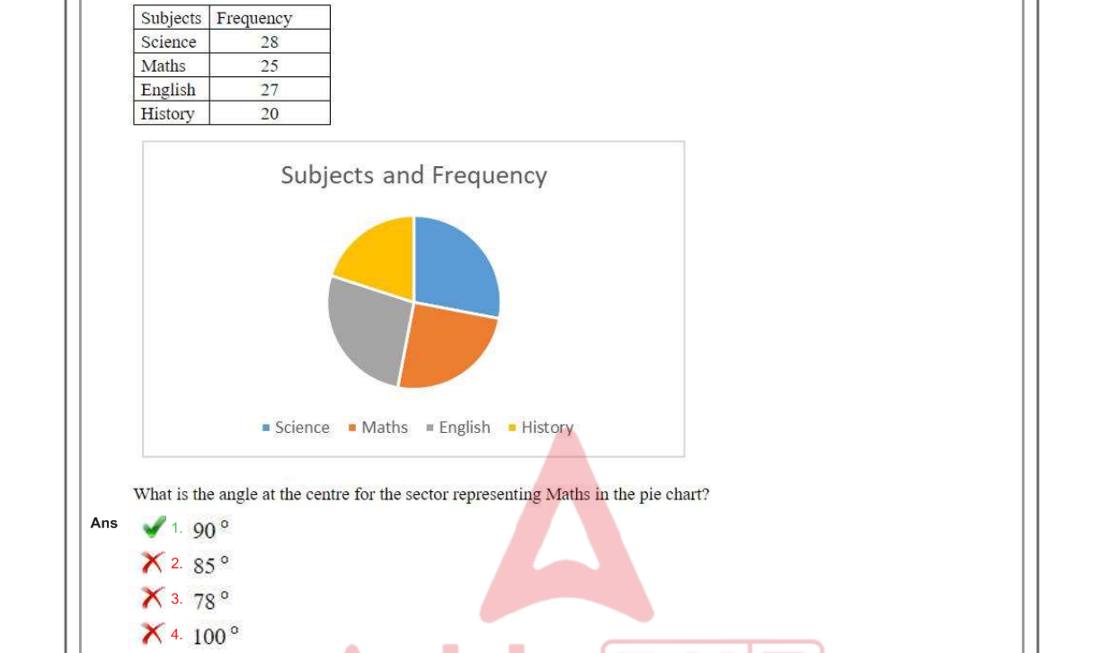 Subjects Frequency
Science 28
Maths 25
English 27
History 20
Subjects and Frequency
Science Maths English History
What is the angle at the centre for the sector representing Maths in the pie chart?
Ans 1. 90 °
2. 85 °
3. 78 °
4. 100 °